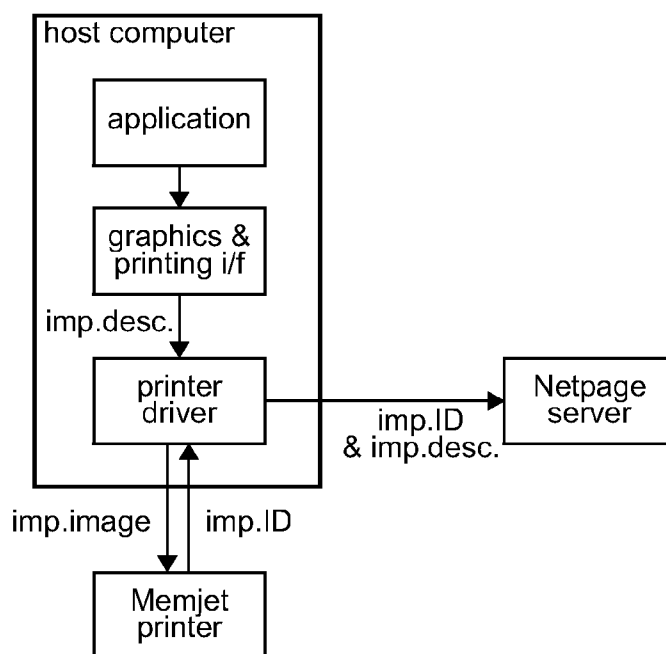 host computer
application
graphics &
printing i/f
imp.desc.
printer
driver
Netpage
server
imp.ID
& imp.desc.
imp.image
imp.ID
Memjet
printer